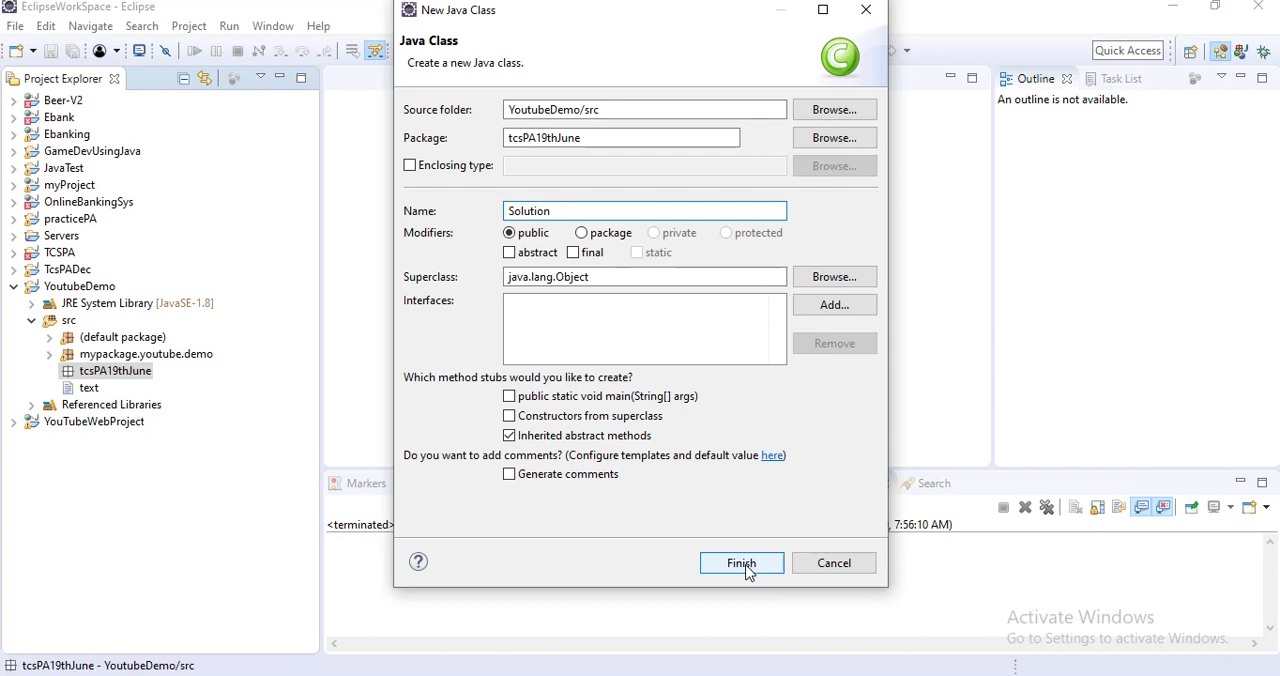 EclipseWorkSpace - Eclipse
File Edit Navigate Search Project Run Window Help
Quick Access
Project Explorer
Beer-V2
Ebank
Ebanking
GameDevUsingJava
JavaTest
myProject
OnlineBankingSys
practicePA
Servers
TCSPA
TcsPADec
YoutubeDemo
JRE System Library [JavaSE-1.8]
src
(default package)
mypackage.youtube.demo
tcsPA19thJune
text
Referenced Libraries
YouTubeWebProject
New Java Class
Java Class
Create a new Java class.
C
Source folder: YoutubeDemo/src Browse...
Package: tcsPA19thJune Browse...
Enclosing type: Browse...
Name: Solution
Modifiers: public package private protected
abstract final static
Superclass: java.lang.Object Browse...
Interfaces: Add...
Remove
Which method stubs would you like to create?
public static void main(String[] args)
Constructors from superclass
Inherited abstract methods
Do you want to add comments? (Configure templates and default value here)
Generate comments
? Finish Cancel
Outline Task List
An outline is not available.
Markers Search
<terminated> , 7:56:10 AM)
Activate Windows
Go to Settings to activate Windows.
tcsPA19thJune - YoutubeDemo/src